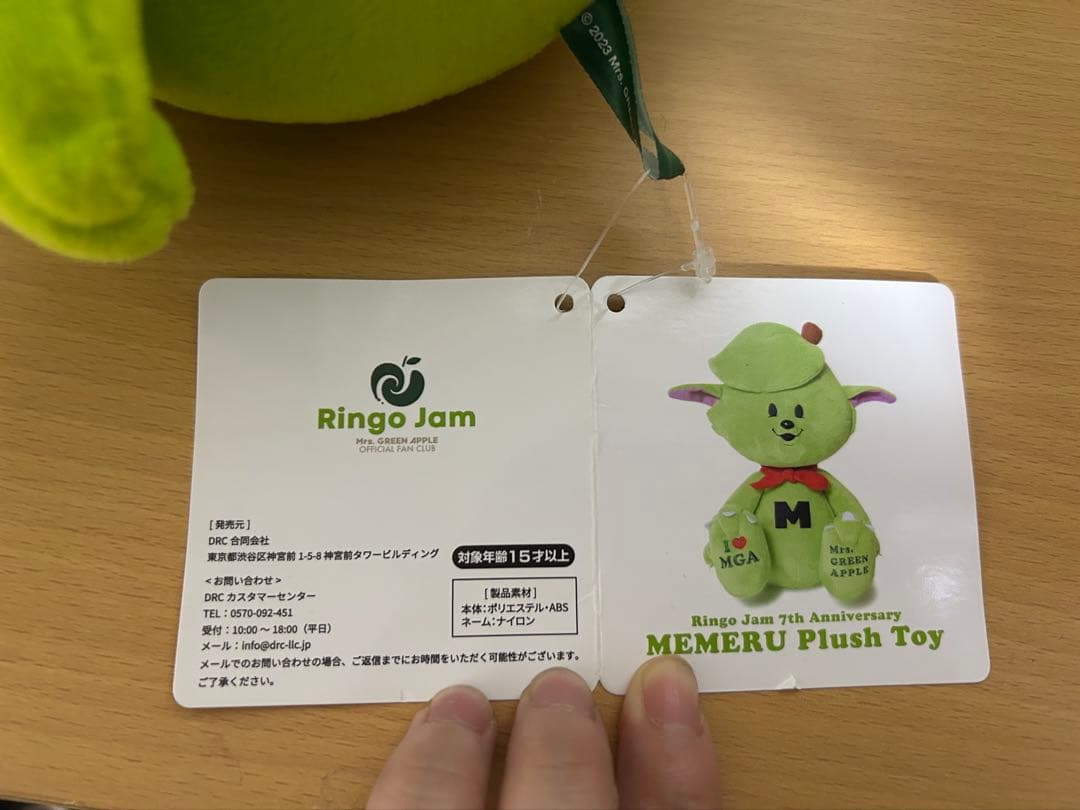 © 2023 Mrs. GR
Ringo Jam
Mrs. GREEN APPLE
OFFICIAL FAN CLUB
[ 発売元 ]
DRC 合同会社
東京都渋谷区神宮前 1-5-8 神宮前タワービルディング
<お問い合わせ>
DRC カスタマーセンター
TEL：0570-092-451
受付：10:00 ～ 18:00（平日）
メール：info@drc-llc.jp
メールでのお問い合わせの場合、ご返信までにお時間をいただく可能性がございます。
ご了承ください。
対象年齢15才以上
[ 製品素材 ]
本体：ポリエステル・ABS
ネーム：ナイロン
M
I ♥
MGA
Mrs.
GREEN
APPLE
Ringo Jam 7th Anniversary
MEMERU Plush Toy